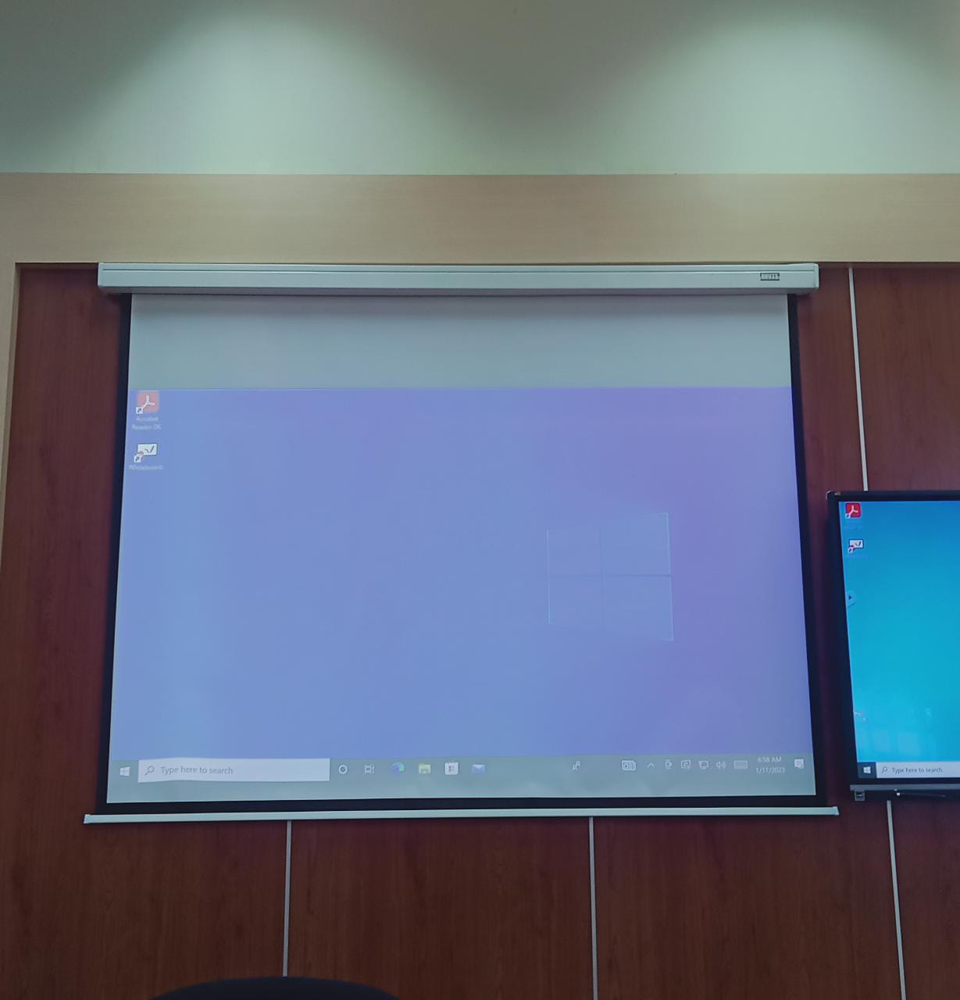 Acrobat
Reader DC
Whiteboard
Type here to search
6:58 AM
1/17/2023
Type here to search